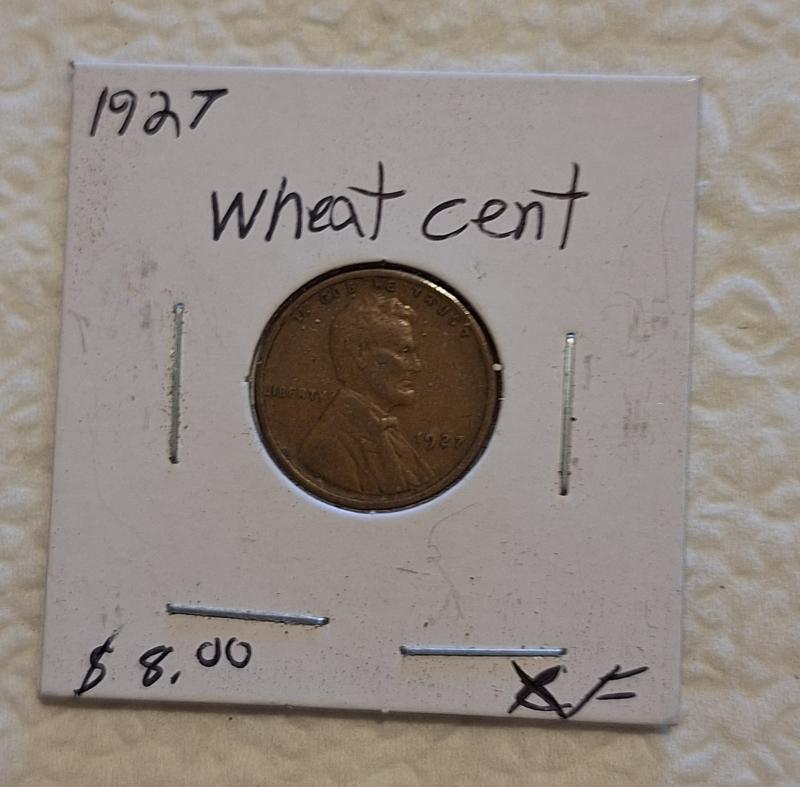 1927
wheat cent
IN GOD WE TRUST
LIBERTY
1927
$8.00
XF